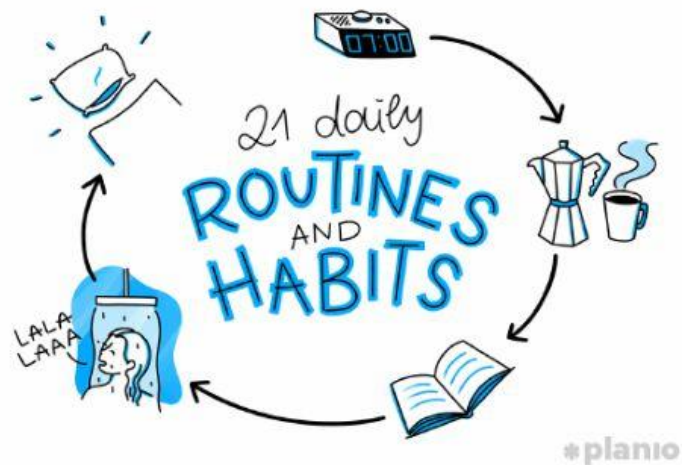 07:00
21 daily
ROUTINES
AND
HABITS
LALA
LAAA
*planio